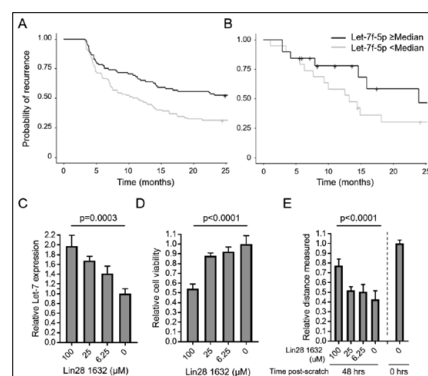 A
B
Let-7f-5p ≥Median
Let-7f-5p <Median
Probability of recurrence
1.00
0.75
0.50
0.25
0 5 10 15 20 25
Time (months)
1.00
0.75
0.50
0.25
0 5 10 15 20 25
Time (months)
C
p=0.0003
Relative Let-7 expression
2.2
2.0
1.8
1.6
1.4
1.2
1.0
0.8
0.6
0.4
0.2
0
100 25 6.25 0
Lin28 1632 (µM)
D
p<0.0001
Relative cell viability
1.2
1.1
1.0
0.9
0.8
0.7
0.6
0.5
0.4
0.3
0.2
0.1
0
100 25 6.25 0
Lin28 1632 (µM)
E
p<0.0001
Relative distance measured
1.2
1.1
1.0
0.9
0.8
0.7
0.6
0.5
0.4
0.3
0.2
0.1
0
Lin28 1632 (µM)
100 25 6.25 0 0
Time post-scratch 48 hrs 0 hrs